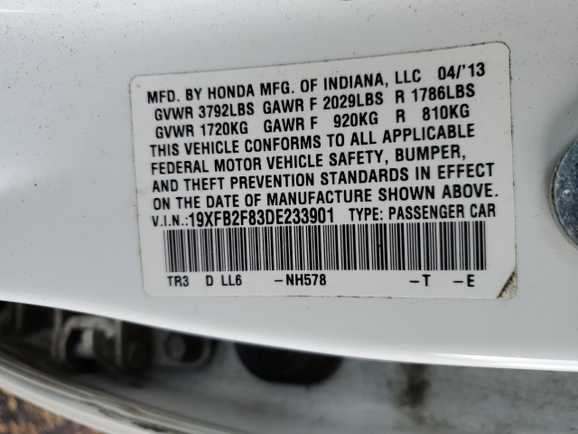 MFD. BY HONDA MFG. OF INDIANA, LLC 04/'13
GVWR 3792LBS GAWR F 2029LBS R 1786LBS
GVWR 1720KG GAWR F 920KG R 810KG
THIS VEHICLE CONFORMS TO ALL APPLICABLE
FEDERAL MOTOR VEHICLE SAFETY, BUMPER,
AND THEFT PREVENTION STANDARDS IN EFFECT
ON THE DATE OF MANUFACTURE SHOWN ABOVE.
V.I.N.:19XFB2F83DE233901 TYPE: PASSENGER CAR
TR3 D LL6 -NH578 -T -E